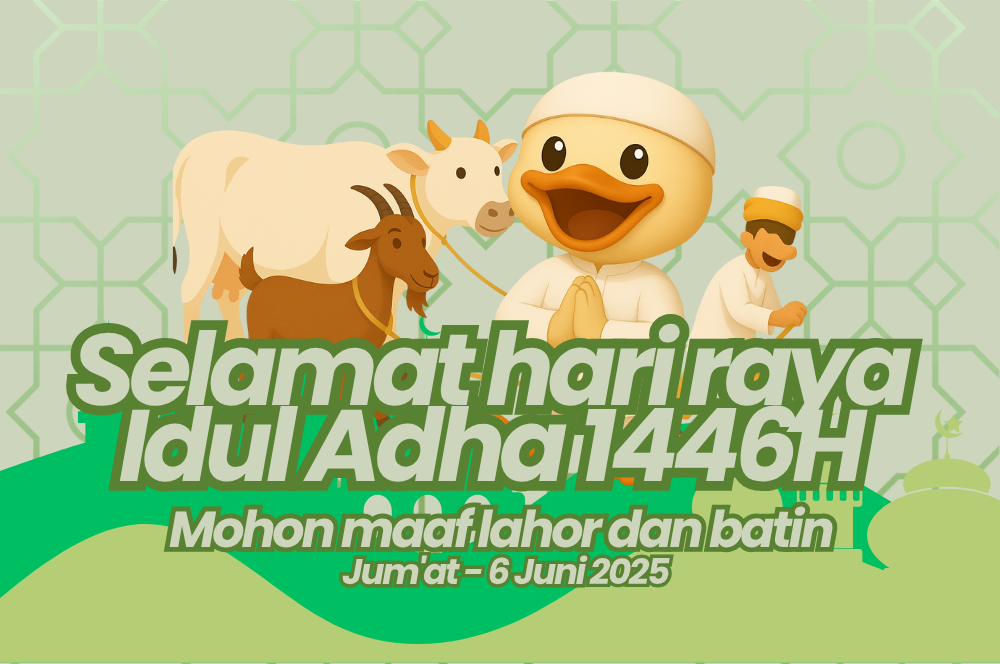 Selamat hari raya
Idul Adha 1446H
Mohon maaf lahor dan batin
Jum'at - 6 Juni 2025